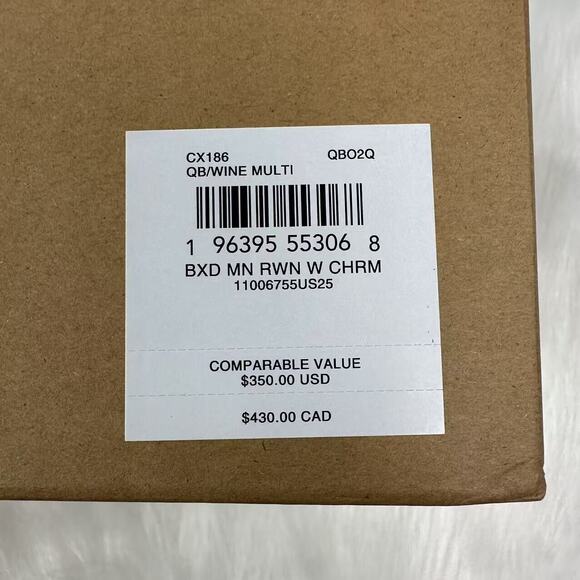 CX186 QBO2Q
QB/WINE MULTI
1 96395 55306 8
BXD MN RWN W CHRM
11006755US25
COMPARABLE VALUE
$350.00 USD
$430.00 CAD